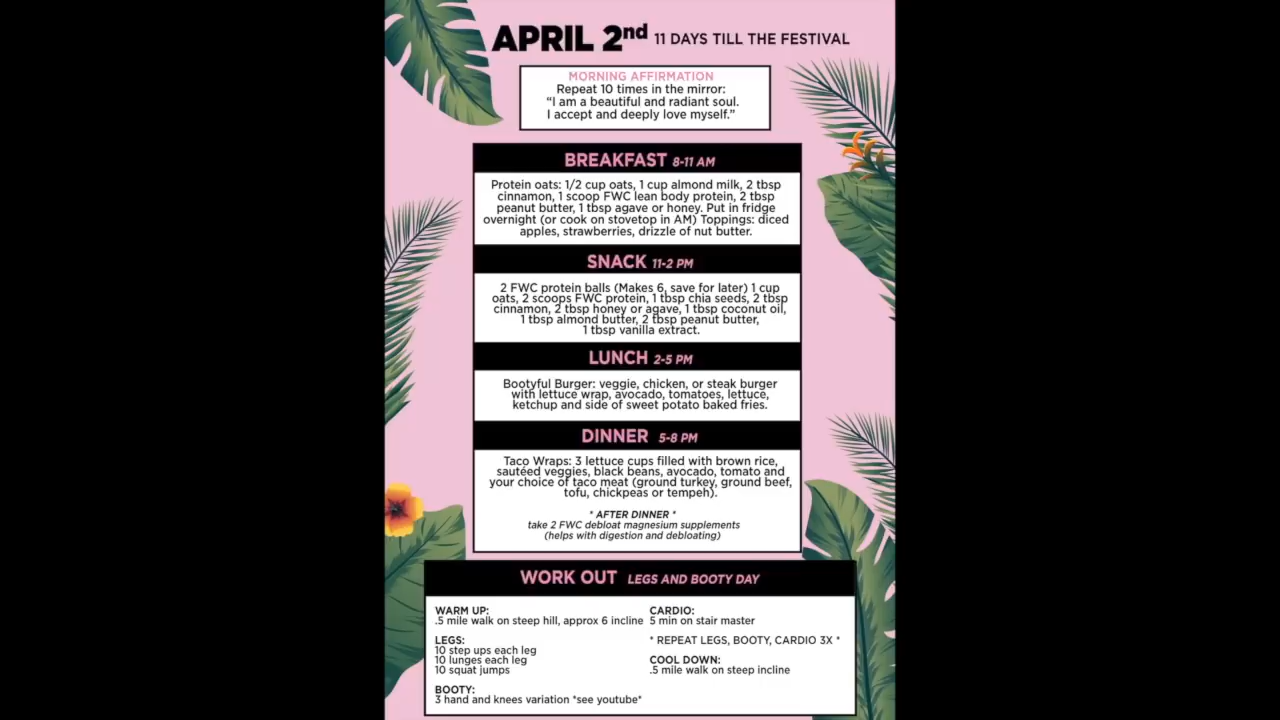 APRIL 2nd 11 DAYS TILL THE FESTIVAL
MORNING AFFIRMATION
Repeat 10 times in the mirror:
“I am a beautiful and radiant soul.
I accept and deeply love myself.”
BREAKFAST 8-11 AM
Protein oats: 1/2 cup oats, 1 cup almond milk, 2 tbsp
cinnamon, 1 scoop FWC lean body protein, 2 tbsp
peanut butter, 1 tbsp agave or honey. Put in fridge
overnight (or cook on stovetop in AM) Toppings: diced
apples, strawberries, drizzle of nut butter.
SNACK 11-2 PM
2 FWC protein balls (Makes 6, save for later) 1 cup
oats, 2 scoops FWC protein, 1 tbsp chia seeds, 2 tbsp
cinnamon, 2 tbsp honey or agave, 1 tbsp coconut oil,
1 tbsp almond butter, 2 tbsp peanut butter,
1 tbsp vanilla extract.
LUNCH 2-5 PM
Bootyful Burger: veggie, chicken, or steak burger
with lettuce wrap, avocado, tomatoes, lettuce,
ketchup and side of sweet potato baked fries.
DINNER 5-8 PM
Taco Wraps: 3 lettuce cups filled with brown rice,
sautéed veggies, black beans, avocado, tomato and
your choice of taco meat (ground turkey, ground beef,
tofu, chickpeas or tempeh).
* AFTER DINNER *
take 2 FWC debloat magnesium supplements
(helps with digestion and debloating)
WORK OUT LEGS AND BOOTY DAY
WARM UP:
.5 mile walk on steep hill, approx 6 incline
LEGS:
10 step ups each leg
10 lunges each leg
10 squat jumps
BOOTY:
3 hand and knees variation *see youtube*
CARDIO:
5 min on stair master
* REPEAT LEGS, BOOTY, CARDIO 3X *
COOL DOWN:
.5 mile walk on steep incline